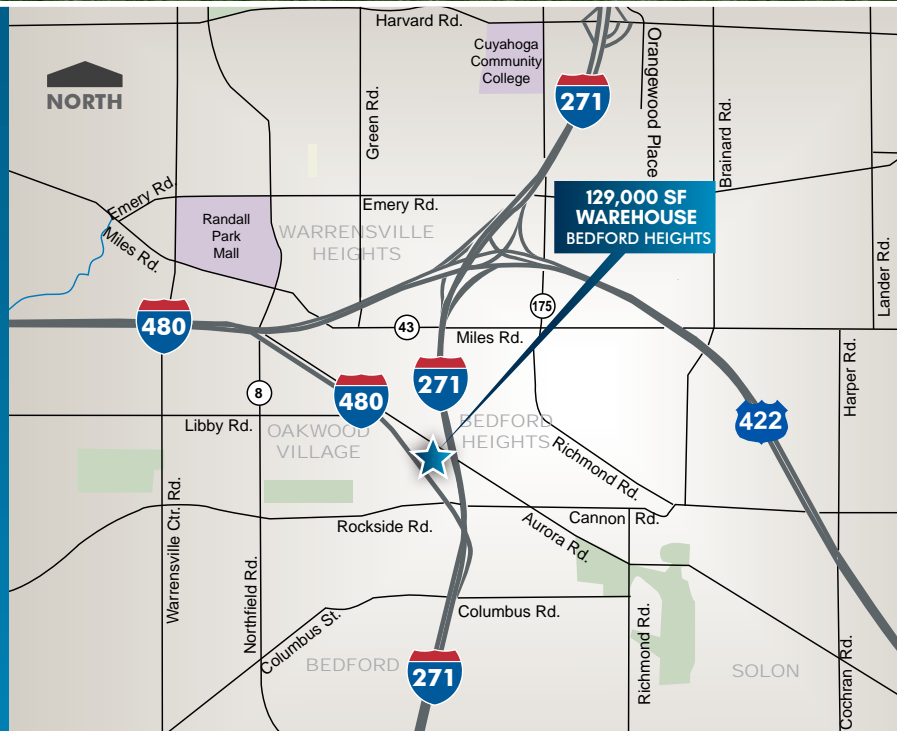 Harvard Rd.
Cuyahoga
Community
College
Orangewood Place
NORTH
271
Green Rd.
Brainard Rd.
129,000 SF
WAREHOUSE
BEDFORD HEIGHTS
Emery Rd.
Emery Rd.
Randall
Park
Mall
WARRENSVILLE
HEIGHTS
Miles Rd.
Lander Rd.
175
480
43
Miles Rd.
Harper Rd.
271
8
480
422
Libby Rd.
OAKWOOD
VILLAGE
BEDFORD
HEIGHTS
Richmond Rd.
Warrensville Ctr. Rd.
Rockside Rd.
Aurora Rd.
Cannon Rd.
Northfield Rd.
Columbus St.
Columbus Rd.
Richmond Rd.
BEDFORD
271
SOLON
Cochran Rd.